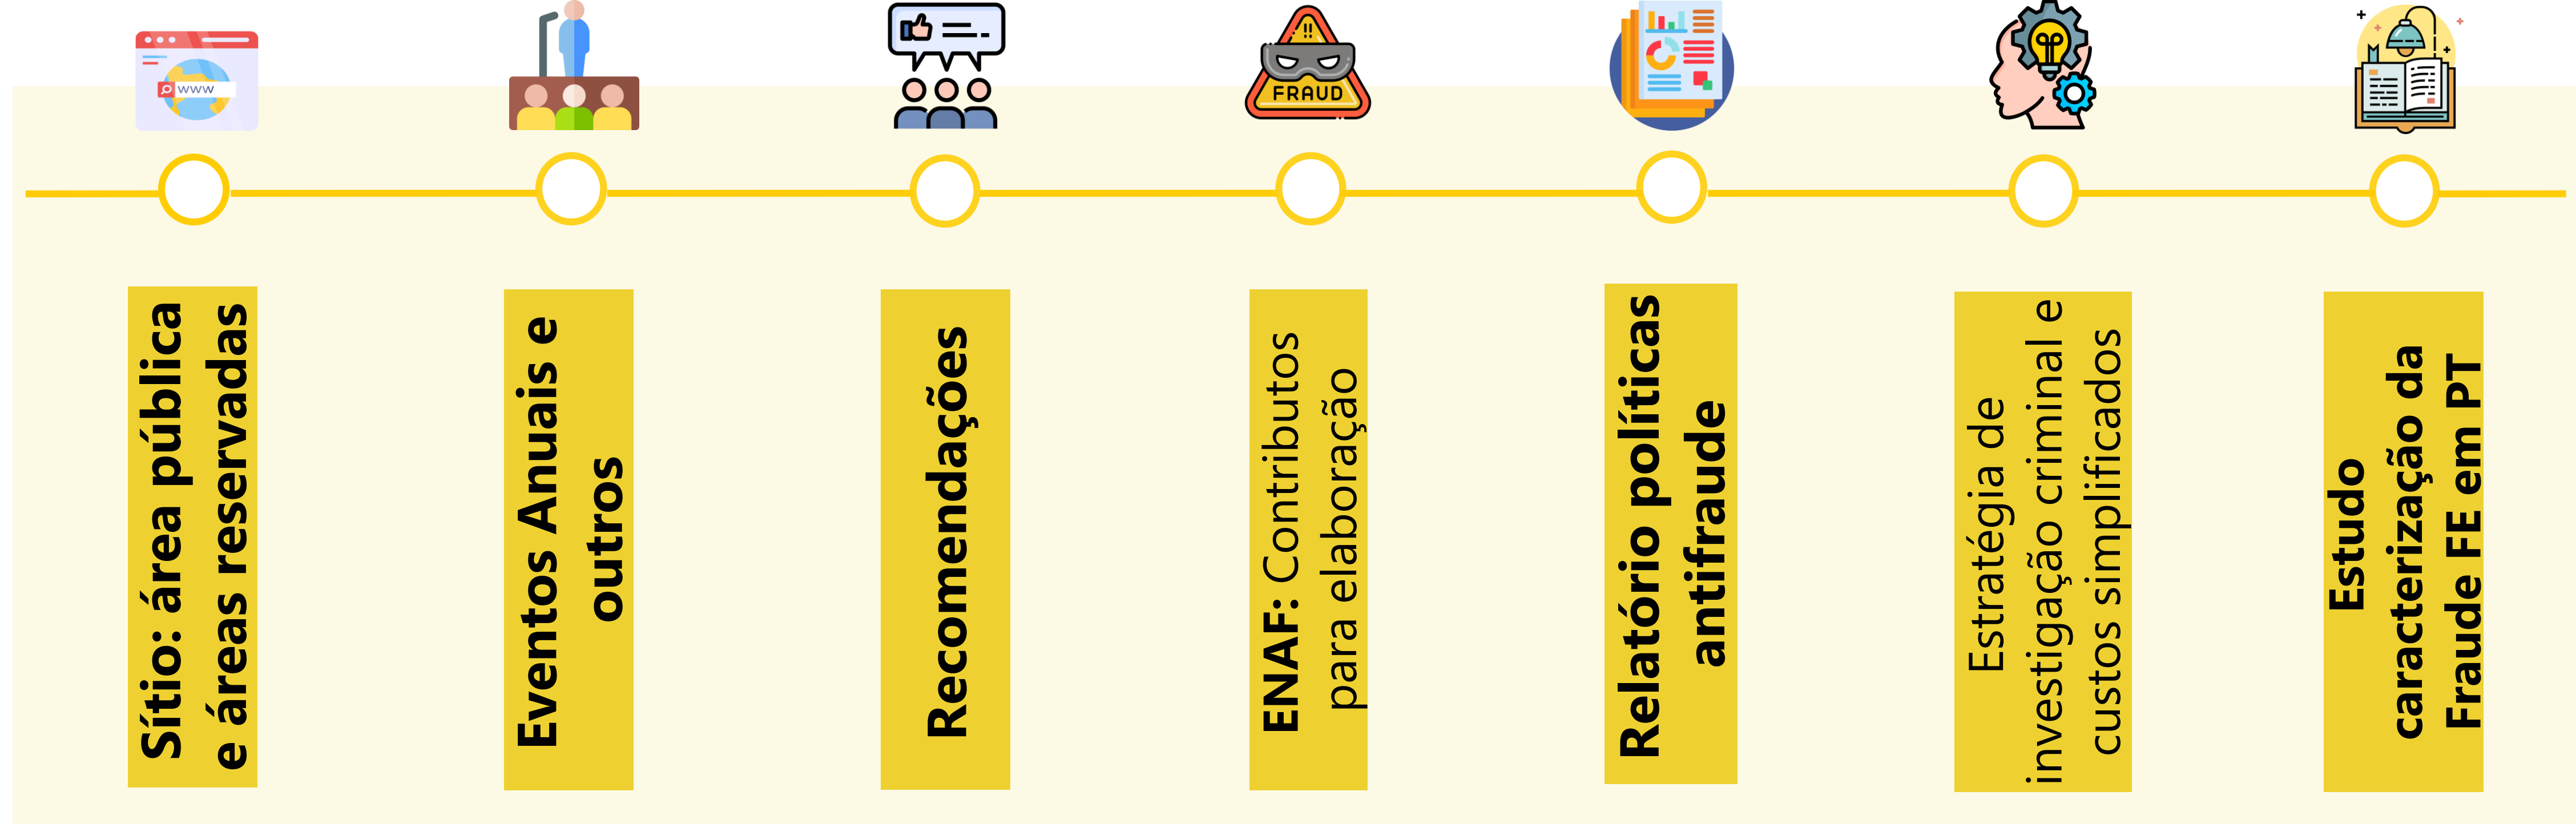 WWW
!!
FRAUD
Sítio: área pública
e áreas reservadas
Eventos Anuais e
outros
Recomendações
ENAF: Contributos
para elaboração
Relatório políticas
antifraude
Estratégia de
investigação criminal e
custos simplificados
Estudo
caracterização da
Fraude FE em PT